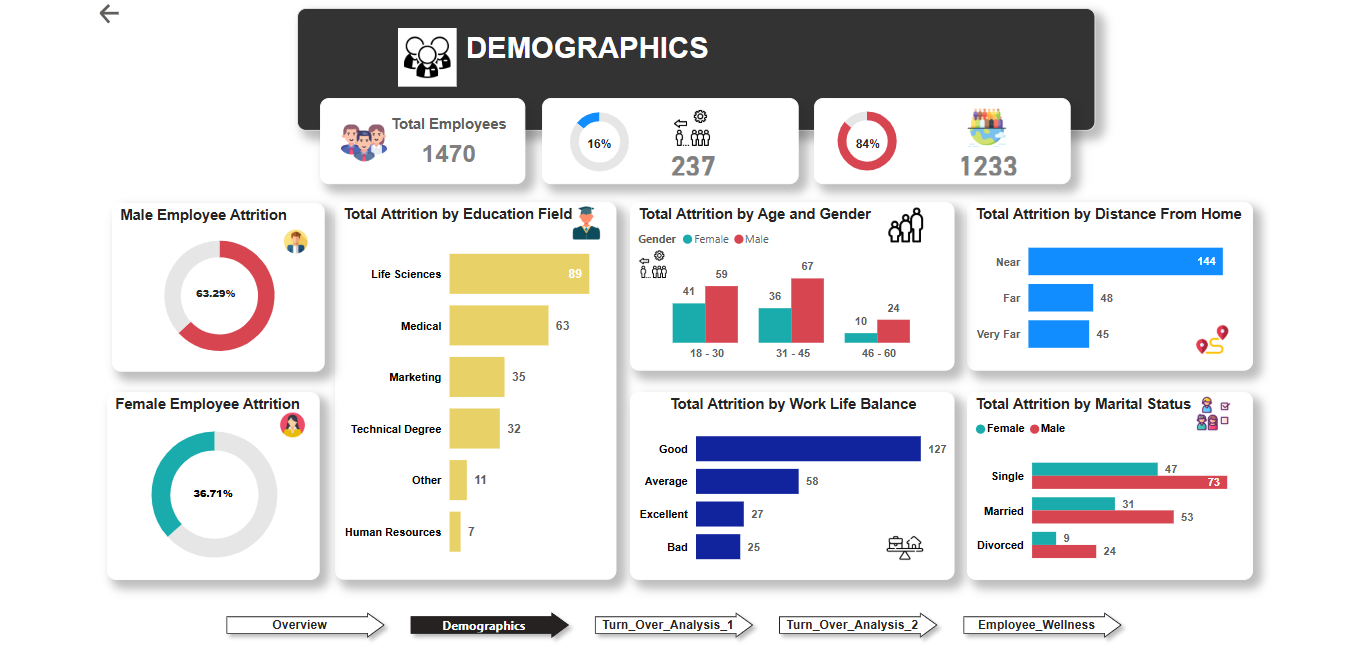 DEMOGRAPHICS
Total Employees
1470
16%
237
84%
1233
Male Employee Attrition
63.29%
Female Employee Attrition
36.71%
Total Attrition by Education Field
Life Sciences 89
Medical 63
Marketing 35
Technical Degree 32
Other 11
Human Resources 7
Total Attrition by Age and Gender
Gender Female Male
41 59 36 67 10 24
18 - 30 31 - 45 46 - 60
Total Attrition by Distance From Home
Near 144
Far 48
Very Far 45
Total Attrition by Work Life Balance
Good 127
Average 58
Excellent 27
Bad 25
Total Attrition by Marital Status
Female Male
Single 47 73
Married 31 53
Divorced 9 24
Overview Demographics Turn_Over_Analysis_1 Turn_Over_Analysis_2 Employee_Wellness